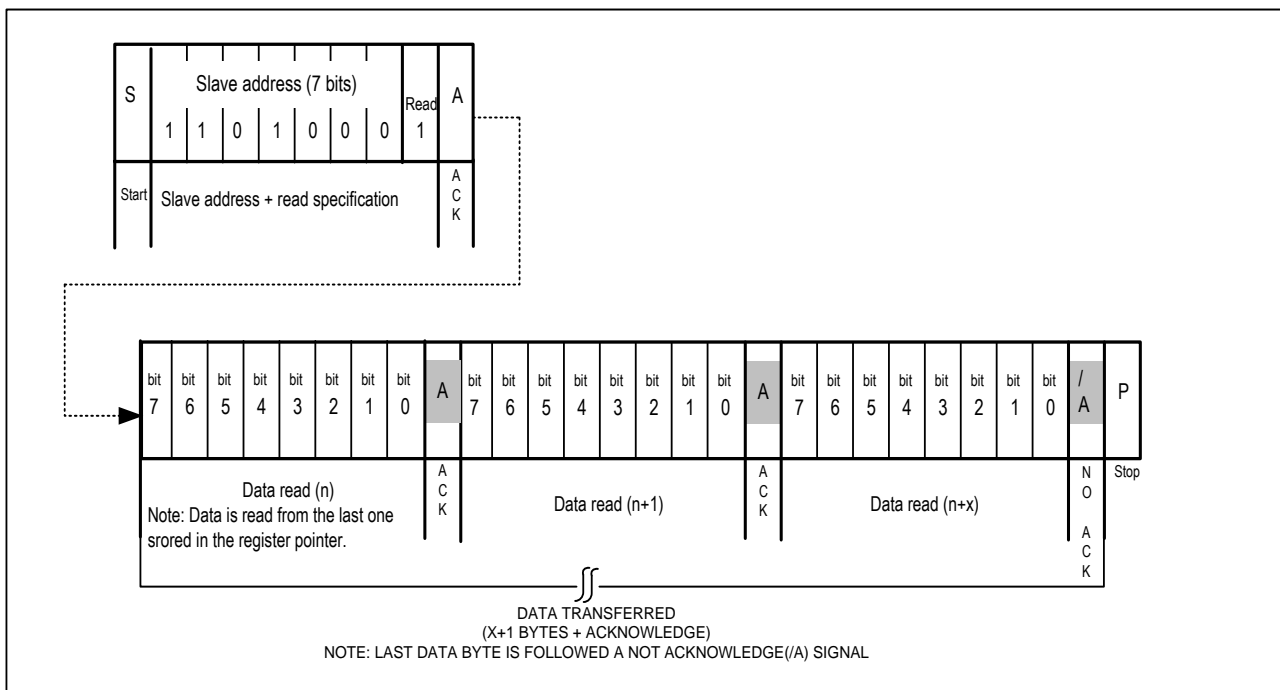 S Slave address (7 bits) Read A
1 1 0 1 0 0 0 1
Start Slave address + read specification A C K
bit bit bit bit bit bit bit bit A bit bit bit bit bit bit bit bit A bit bit bit bit bit bit bit bit / A P
7 6 5 4 3 2 1 0 7 6 5 4 3 2 1 0 7 6 5 4 3 2 1 0
Data read (n) A C K Data read (n+1) A C K Data read (n+x) N O A C K Stop
Note: Data is read from the last one
srored in the register pointer.
DATA TRANSFERRED
(X+1 BYTES + ACKNOWLEDGE)
NOTE: LAST DATA BYTE IS FOLLOWED A NOT ACKNOWLEDGE(/A) SIGNAL